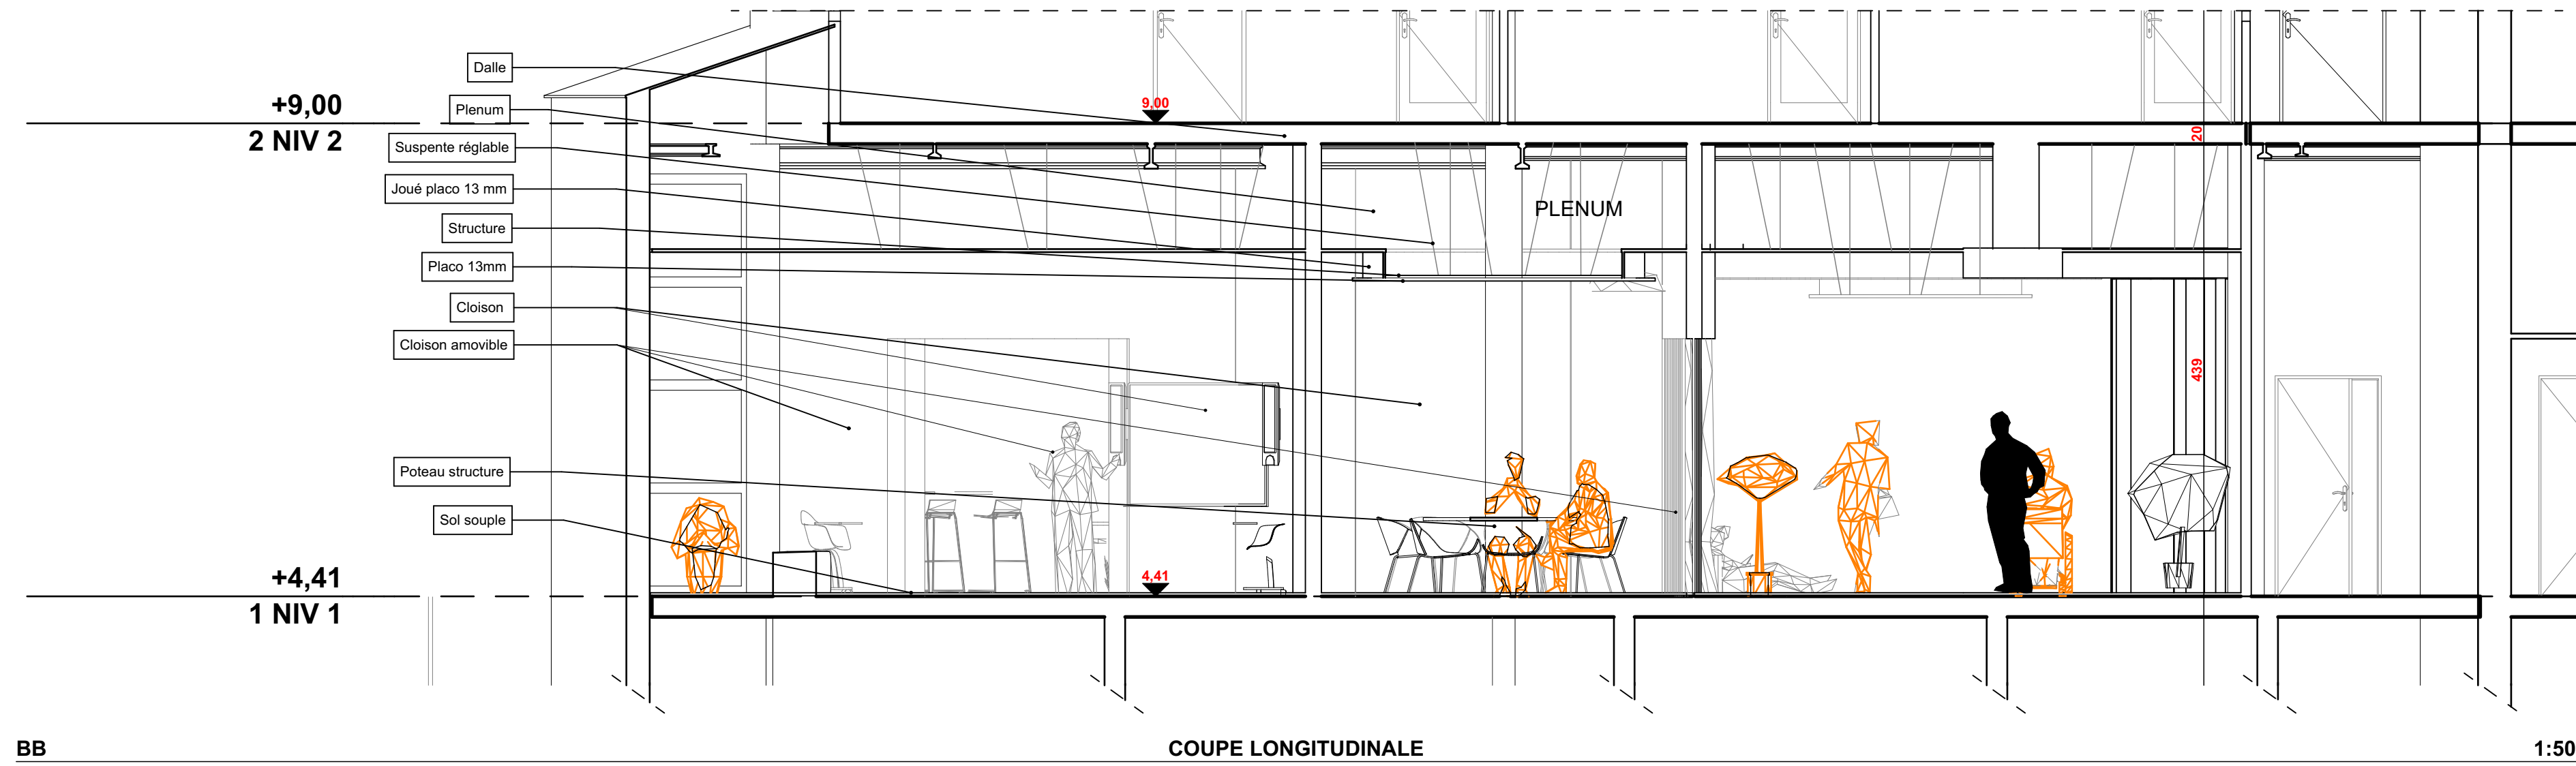 Dalle
+9,00
9,00
Plenum
20
2 NIV 2
Suspente réglable
Joué placo 13 mm
PLENUM
Structure
Placo 13mm
Cloison
Cloison amovible
439
Poteau structure
Sol souple
+4,41
4,41
1 NIV 1
BB
COUPE LONGITUDINALE
1:50